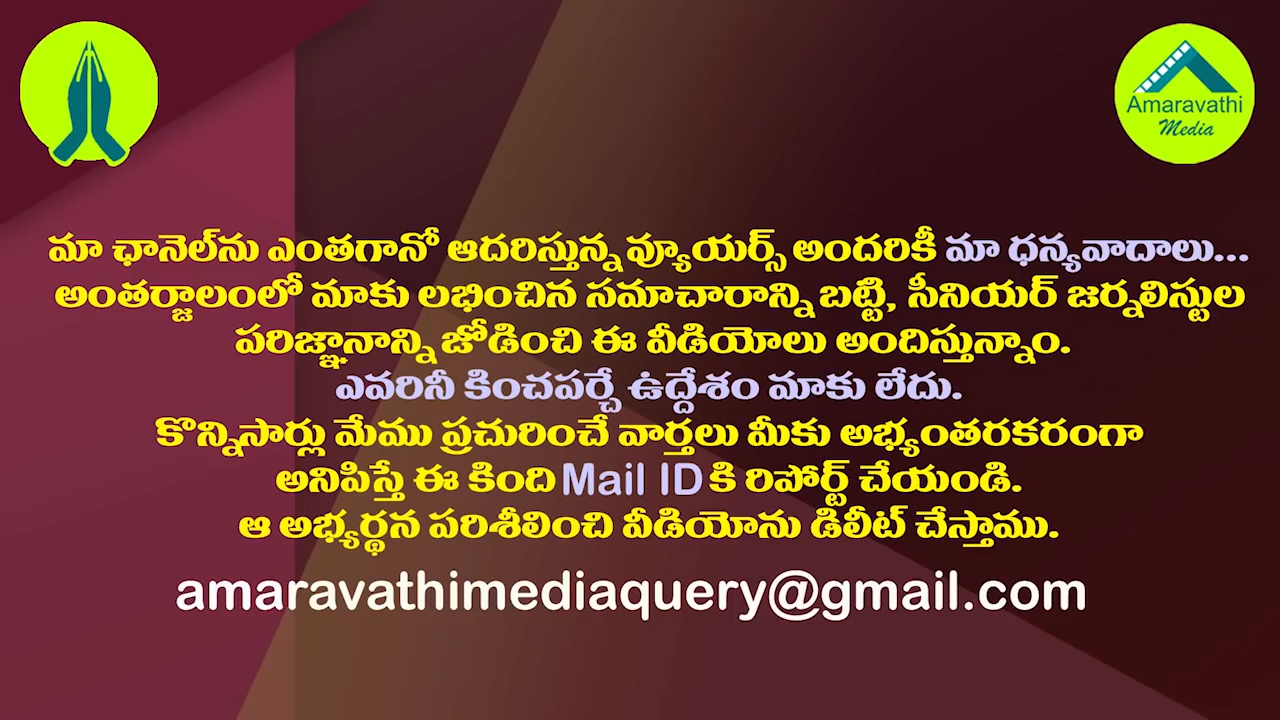 Amaravathi
Media
మా ఛానెల్‌ను ఎంతగానో ఆదరిస్తున్న వ్యూయర్స్ అందరికీ మా ధన్యవాదాలు...
అంతర్జాలంలో మాకు లభించిన సమాచారాన్ని బట్టి, సీనియర్ జర్నలిస్టుల
పరిజ్ఞానాన్ని జోడించి ఈ వీడియోలు అందిస్తున్నాం.
ఎవరినీ కించపర్చే ఉద్దేశం మాకు లేదు.
కొన్నిసార్లు మేము ప్రచురించే వార్తలు మీకు అభ్యంతరకరంగా
అనిపిస్తే ఈ కింది Mail ID కి రిపోర్ట్ చేయండి.
ఆ అభ్యర్థన పరిశీలించి వీడియోను డిలీట్ చేస్తాము.
amaravathimediaquery@gmail.com